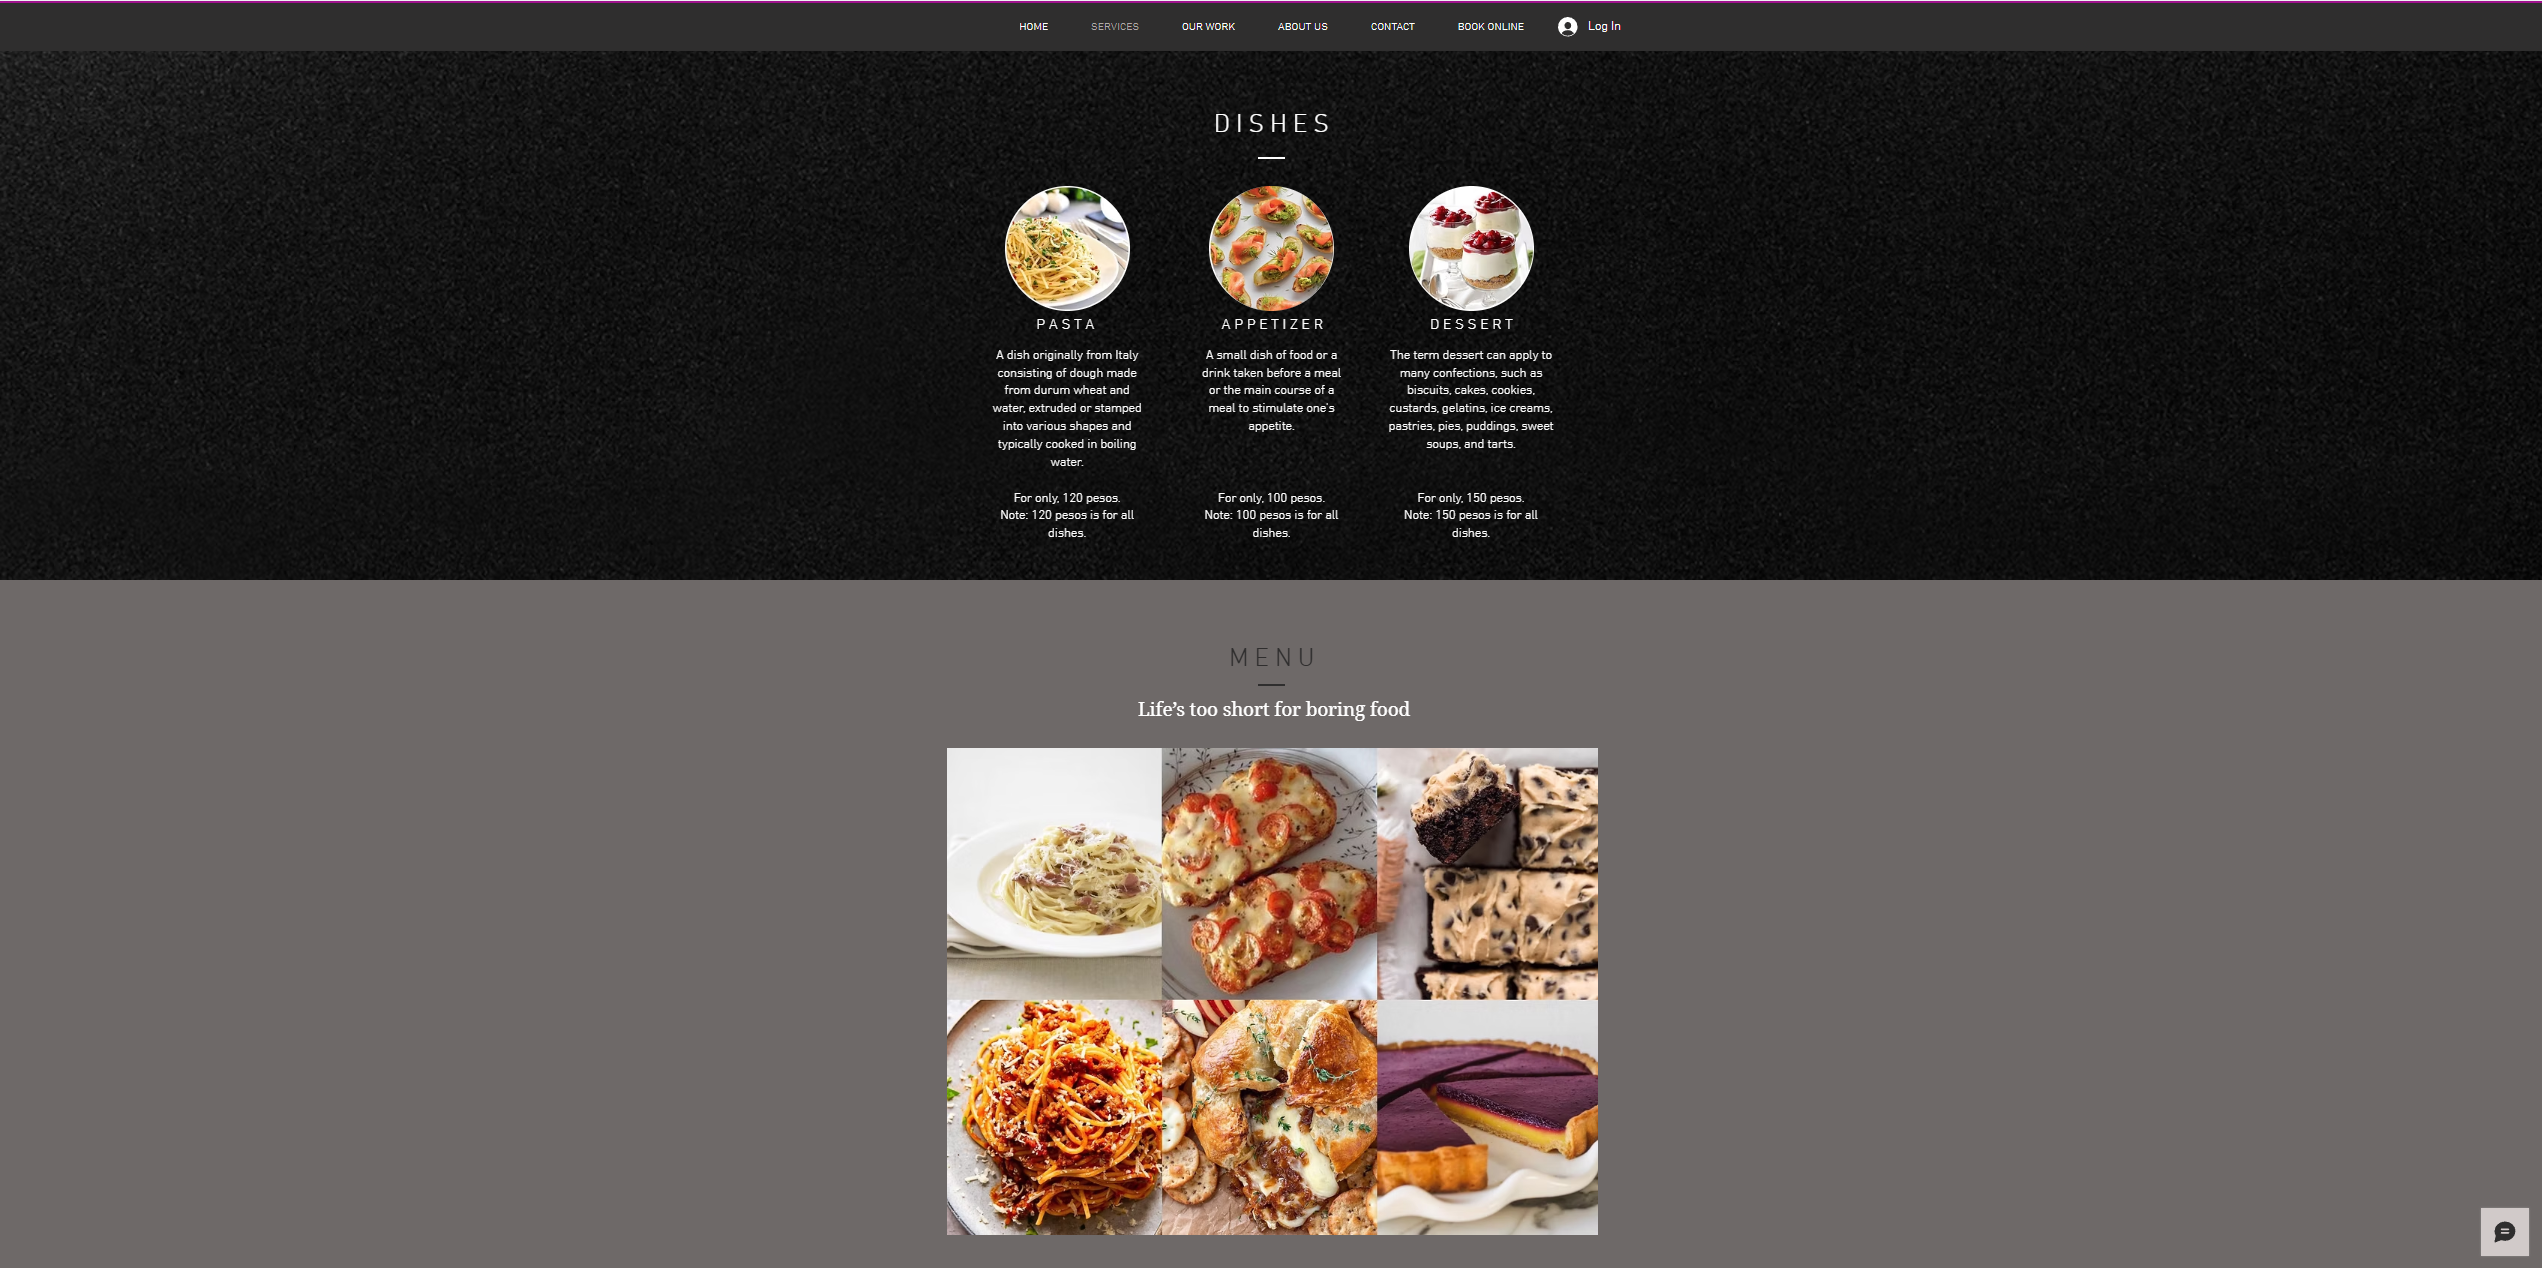 HOME SERVICES OUR WORK ABOUT US CONTACT BOOK ONLINE Log In
DISHES
PASTA
A dish originally from Italy
consisting of dough made
from durum wheat and
water, extruded or stamped
into various shapes and
typically cooked in boiling
water.
For only, 120 pesos.
Note: 120 pesos is for all
dishes.
APPETIZER
A small dish of food or a
drink taken before a meal
or the main course of a
meal to stimulate one's
appetite.
For only, 100 pesos.
Note: 100 pesos is for all
dishes.
DESSERT
The term dessert can apply to
many confections, such as
biscuits, cakes, cookies,
custards, gelatins, ice creams,
pastries, pies, puddings, sweet
soups, and tarts.
For only, 150 pesos.
Note: 150 pesos is for all
dishes.
MENU
Life’s too short for boring food